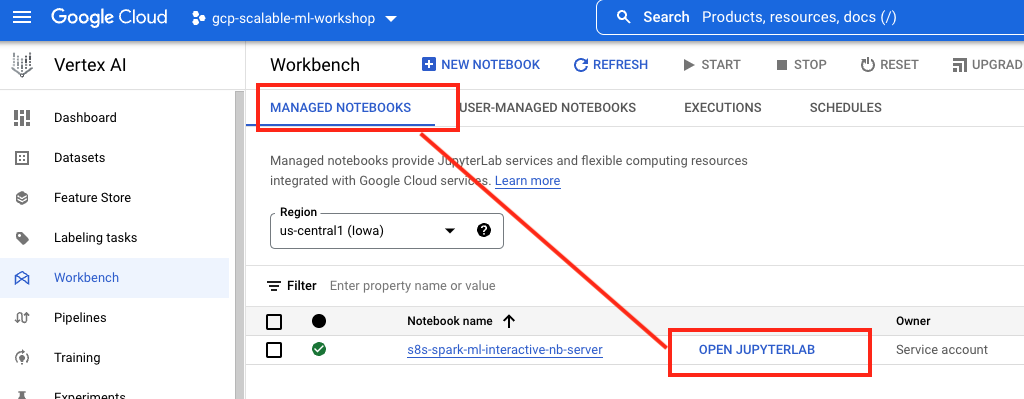 Google Cloud
gcp-scalable-ml-workshop
Search Products, resources, docs (/)
Vertex AI
Dashboard
Datasets
Feature Store
Labeling tasks
Workbench
Pipelines
Training
Experiments
Workbench
NEW NOTEBOOK
REFRESH
START
STOP
RESET
UPGRAD
MANAGED NOTEBOOKS
USER-MANAGED NOTEBOOKS
EXECUTIONS
SCHEDULES
Managed notebooks provide JupyterLab services and flexible computing resources
integrated with Google Cloud services. Learn more
Region
us-central1 (Iowa)
?
Filter Enter property name or value
Notebook name
Owner
s8s-spark-ml-interactive-nb-server
OPEN JUPYTERLAB
Service account